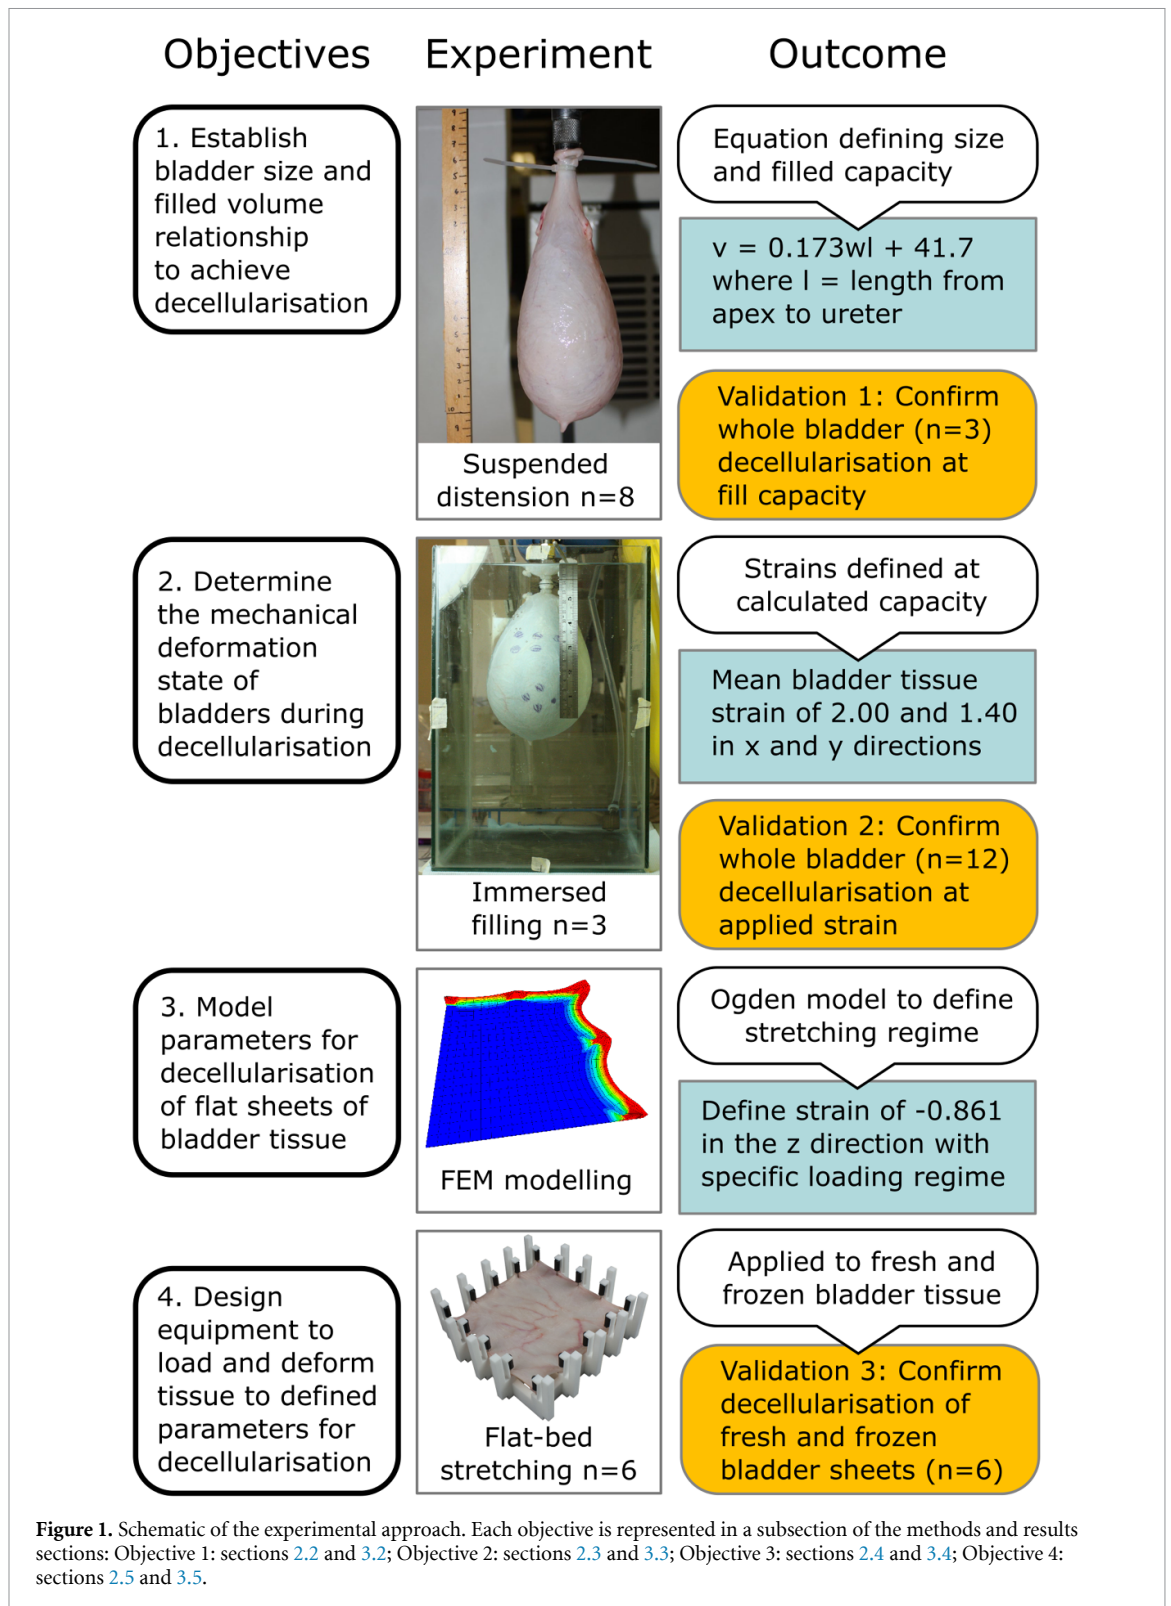 Objectives
Experiment
Outcome
1. Establish
bladder size and
filled volume
relationship
to achieve
decellularisation
Suspended
distension n=8
Equation defining size
and filled capacity
v = 0.173wl + 41.7
where l = length from
apex to ureter
Validation 1: Confirm
whole bladder (n=3)
decellularisation at
fill capacity
2. Determine
the mechanical
deformation
state of
bladders during
decellularisation
Immersed
filling n=3
Strains defined at
calculated capacity
Mean bladder tissue
strain of 2.00 and 1.40
in x and y directions
Validation 2: Confirm
whole bladder (n=12)
decellularisation at
applied strain
3. Model
parameters for
decellularisation
of flat sheets of
bladder tissue
FEM modelling
Ogden model to define
stretching regime
Define strain of -0.861
in the z direction with
specific loading regime
4. Design
equipment to
load and deform
tissue to defined
parameters for
decellularisation
Flat-bed
stretching n=6
Applied to fresh and
frozen bladder tissue
Validation 3: Confirm
decellularisation of
fresh and frozen
bladder sheets (n=6)
Figure 1. Schematic of the experimental approach. Each objective is represented in a subsection of the methods and results
sections: Objective 1: sections 2.2 and 3.2; Objective 2: sections 2.3 and 3.3; Objective 3: sections 2.4 and 3.4; Objective 4:
sections 2.5 and 3.5.